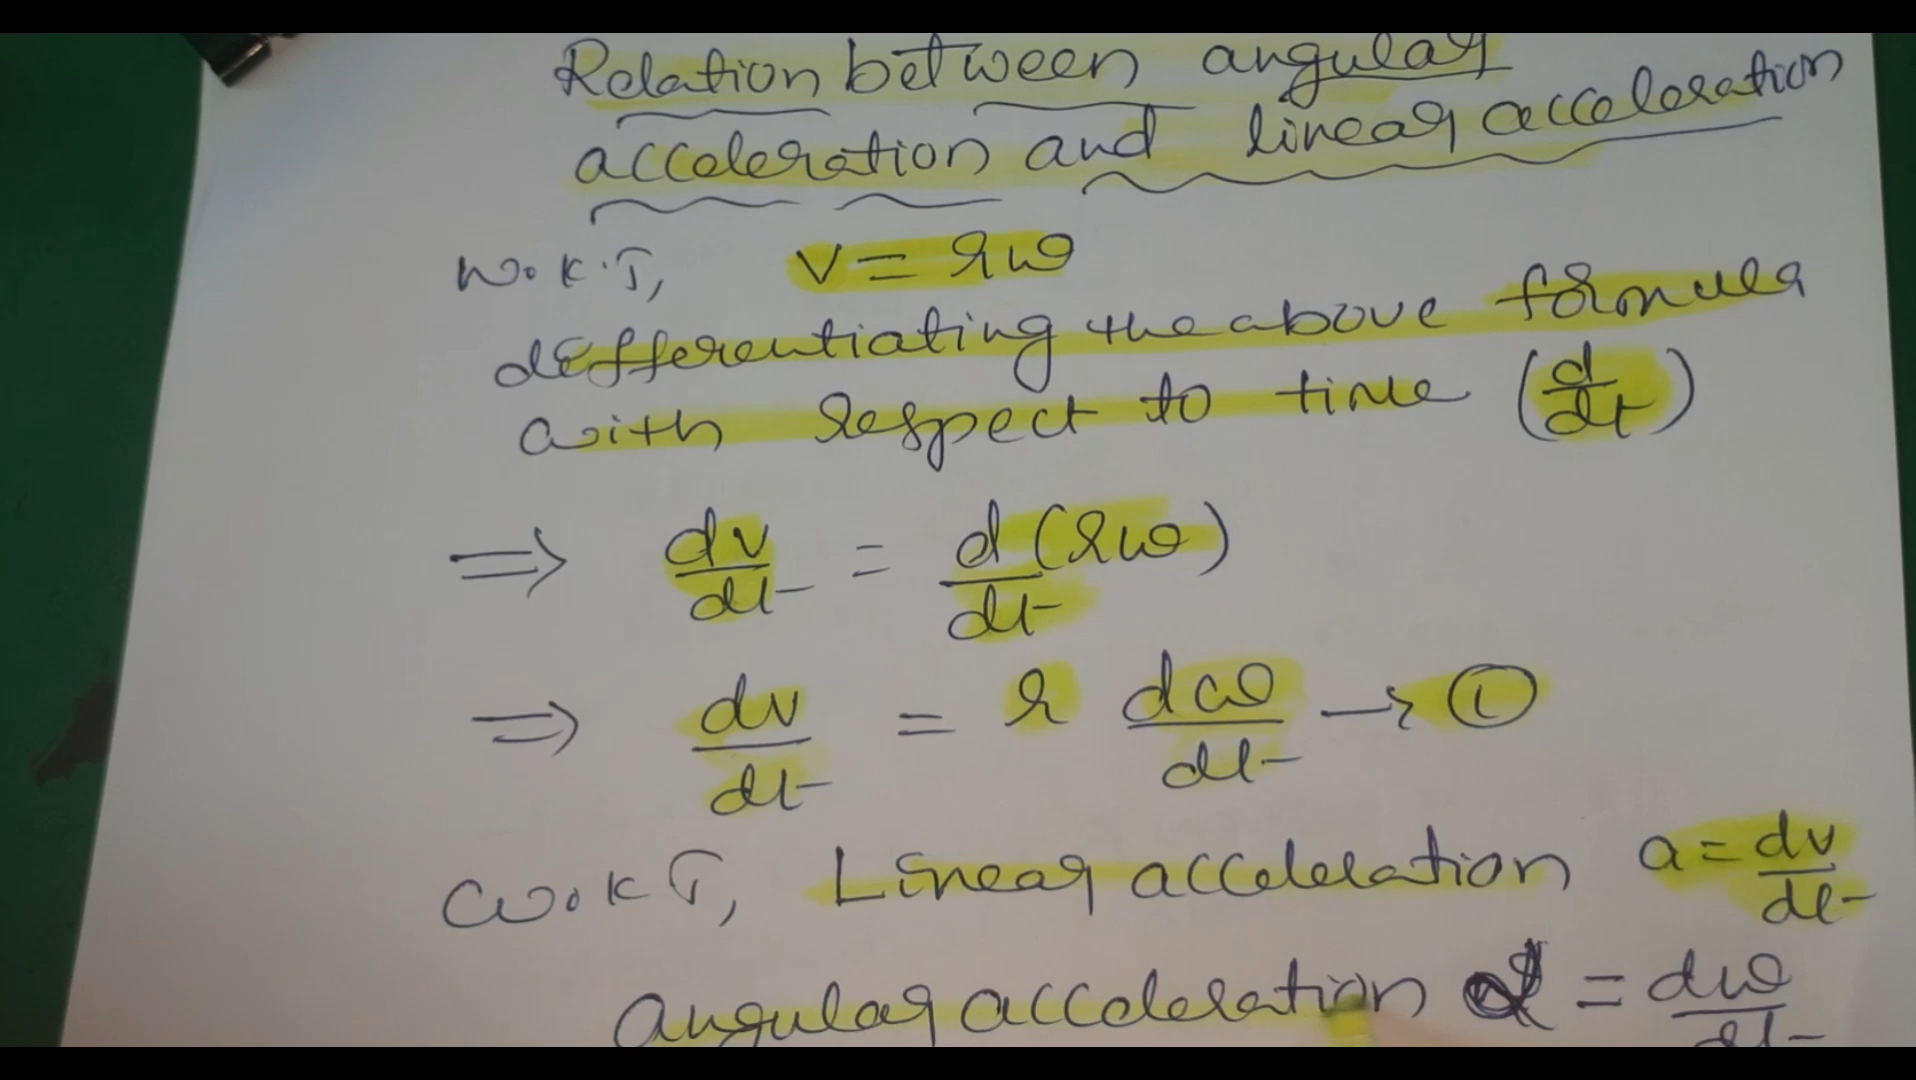 Relation between angular
acceleration and linear acceleration
W.K.T, v = rω
differentiating the above formula
with respect to time (d/dt)
⇒ dv/dt = d(rω)/dt
⇒ dv/dt = r dω/dt → ①
W.K.T, Linear acceleration a = dv/dt
angular acceleration α = dω/dt